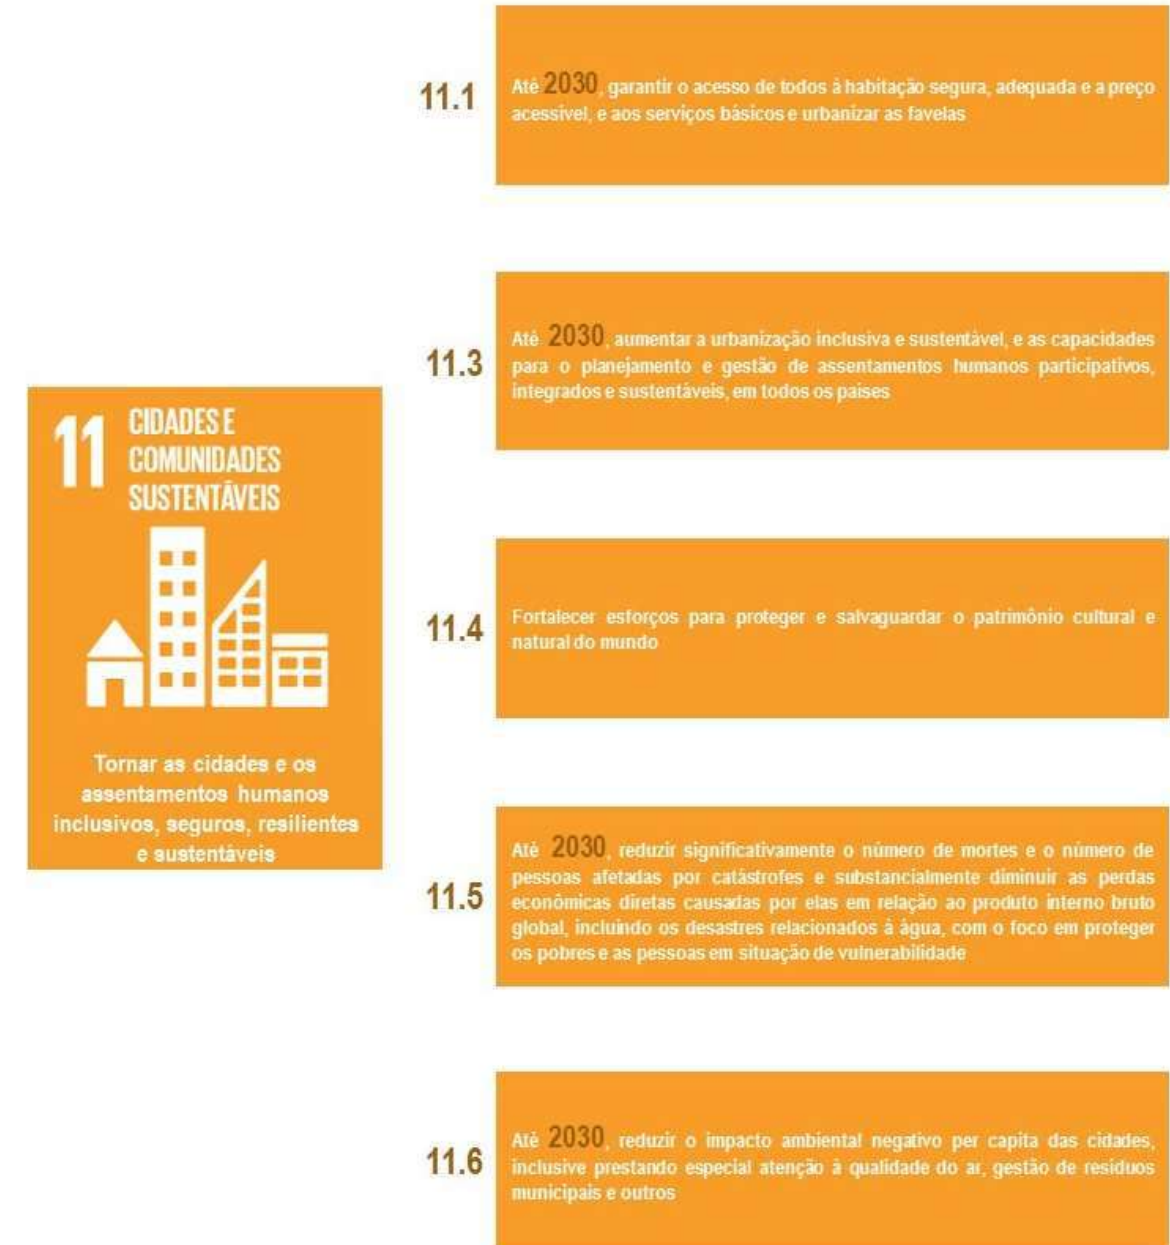 11.1
Até 2030, garantir o acesso de todos à habitação segura, adequada e a preço
acessível, e aos serviços básicos e urbanizar as favelas
11.3
Até 2030, aumentar a urbanização inclusiva e sustentável, e as capacidades
para o planejamento e gestão de assentamentos humanos participativos,
integrados e sustentáveis, em todos os países
11 CIDADES E
COMUNIDADES
SUSTENTÁVEIS
Tornar as cidades e os
assentamentos humanos
inclusivos, seguros, resilientes
e sustentáveis
11.4
Fortalecer esforços para proteger e salvaguardar o patrimônio cultural e
natural do mundo
11.5
Até 2030, reduzir significativamente o número de mortes e o número de
pessoas afetadas por catástrofes e substancialmente diminuir as perdas
econômicas diretas causadas por elas em relação ao produto interno bruto
global, incluindo os desastres relacionados à água, com o foco em proteger
os pobres e as pessoas em situação de vulnerabilidade
11.6
Até 2030, reduzir o impacto ambiental negativo per capita das cidades,
inclusive prestando especial atenção à qualidade do ar, gestão de resíduos
municipais e outros